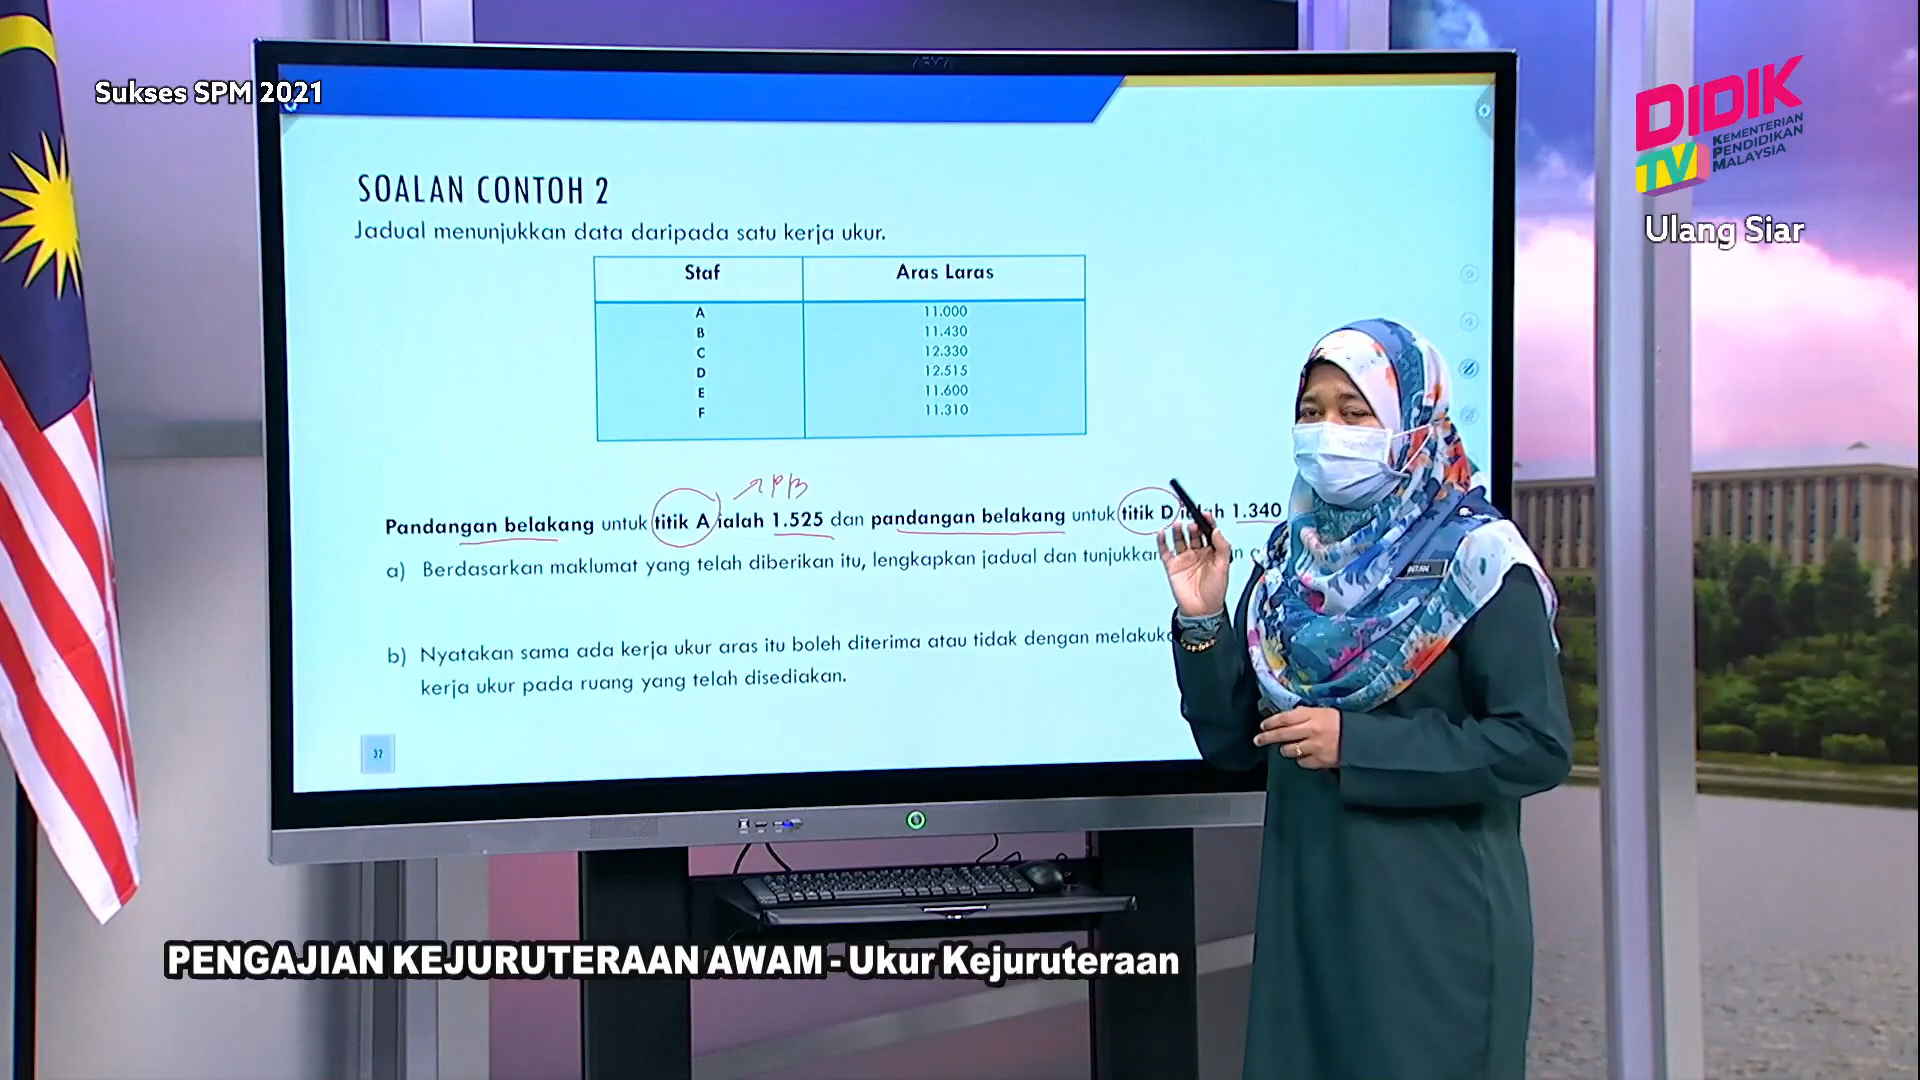 Sukses SPM 2021
DIDIK
TV
KEMENTERIAN
PENDIDIKAN
MALAYSIA
Ulang Siar
SOALAN CONTOH 2
Jadual menunjukkan data daripada satu kerja ukur.
Staf Aras Laras
A 11.000
B 11.430
C 12.330
D 12.515
E 11.600
F 11.310
PB
Pandangan belakang untuk titik A ialah 1.525 dan pandangan belakang untuk titik D 1.340
a) Berdasarkan maklumat yang telah diberikan itu, lengkapkan jadual dan tunjukkan
b) Nyatakan sama ada kerja ukur aras itu boleh diterima atau tidak dengan
kerja ukur pada ruang yang telah disediakan.
32
PENGAJIAN KEJURUTERAAN AWAM - Ukur Kejuruteraan